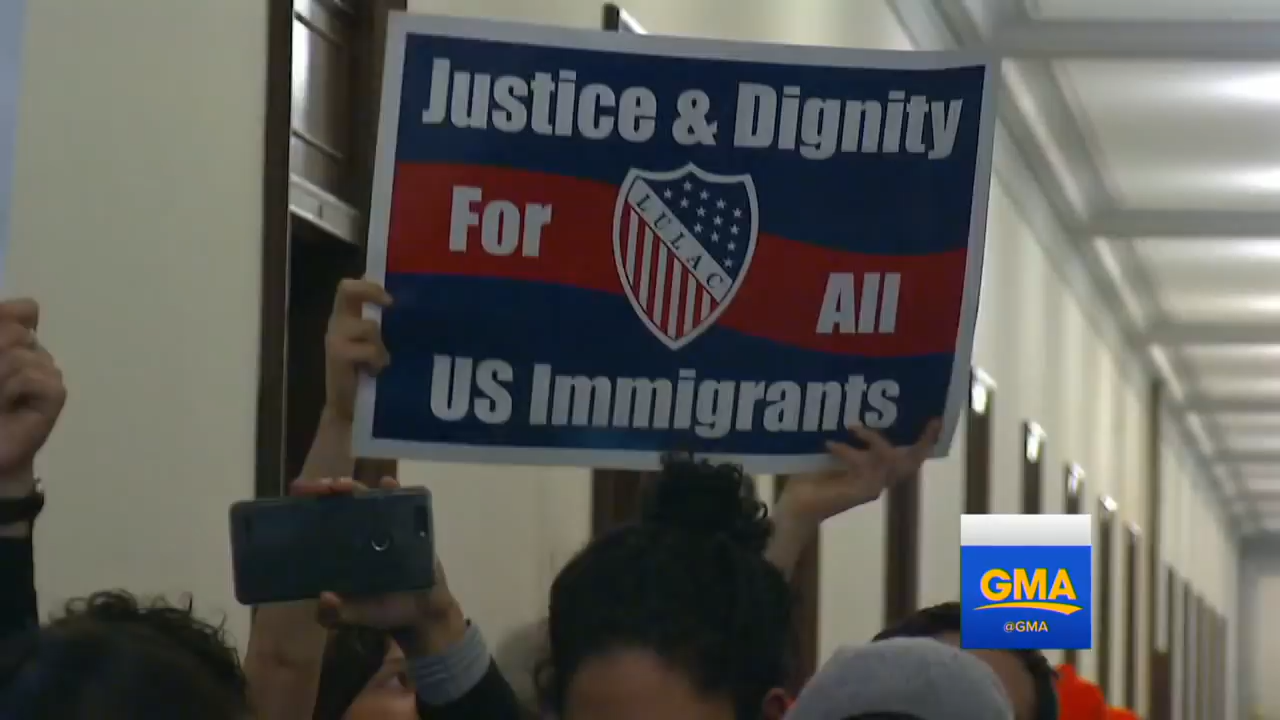 Justice & Dignity
For
LULAC
All
US Immigrants
GMA
@GMA